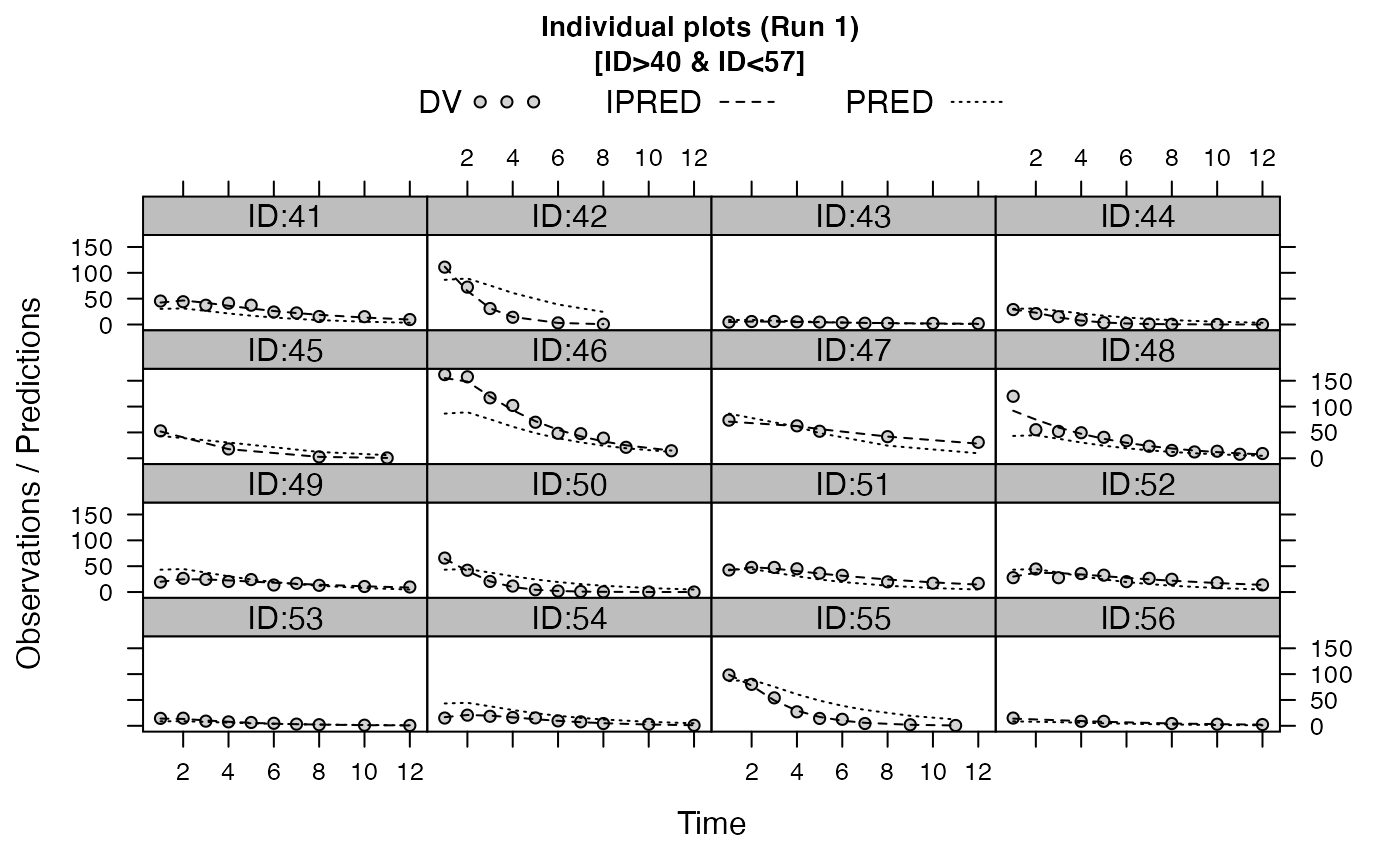 Individual plots (Run 1)
[ID>40 & ID<57]
DV IPRED PRED
2 4 6 8 10 12 2 4 6 8 10 12
ID:41 ID:42 ID:43 ID:44
150
100
50
0
ID:45 ID:46 ID:47 ID:48
150
100
50
0
ID:49 ID:50 ID:51 ID:52
150
100
50
0
ID:53 ID:54 ID:55 ID:56
150
100
50
0
2 4 6 8 10 12 2 4 6 8 10 12
Time
Observations / Predictions